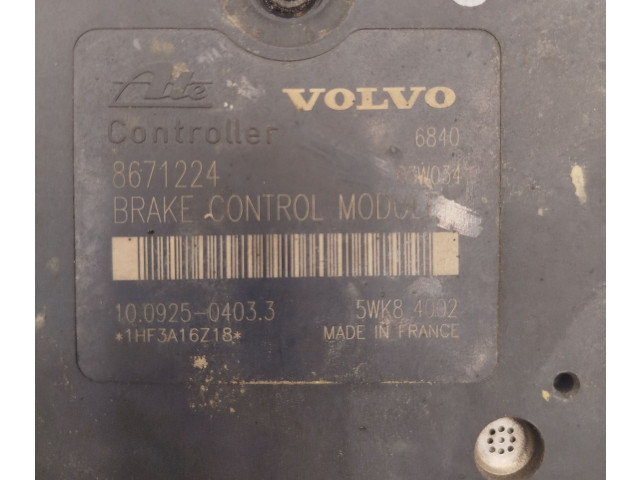 Ate VOLVO
Controller 6840
8671224
BRAKE CONTROL
10.0925-0403.3 5WK8 4002
*1HF3A16Z18* MADE IN FRANCE